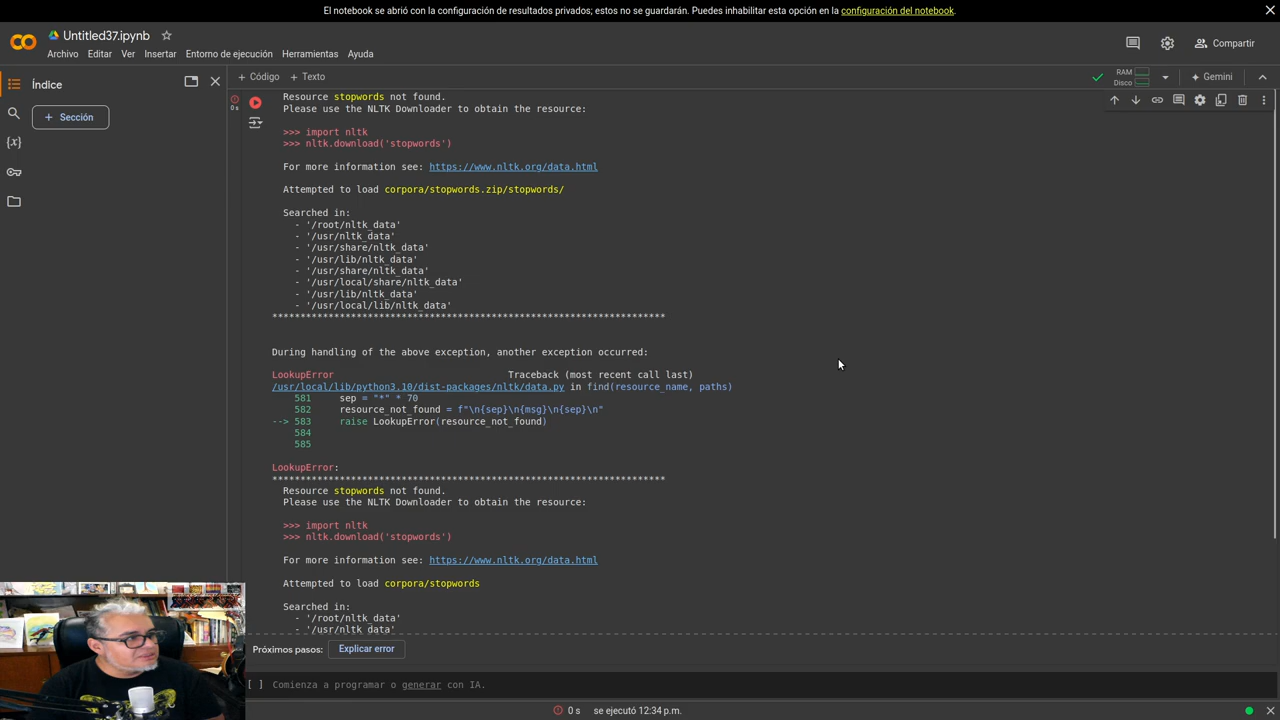 El notebook se abrió con la configuración de resultados privados; estos no se guardarán. Puedes inhabilitar esta opción en la configuración del notebook.
Untitled37.ipynb
Archivo Editar Ver Insertar Entorno de ejecución Herramientas Ayuda
Compartir
Índice
+ Sección
+ Código + Texto
RAM
Disco
Gemini
0 s
Resource stopwords not found.
Please use the NLTK Downloader to obtain the resource:
>>> import nltk
>>> nltk.download('stopwords')
For more information see: https://www.nltk.org/data.html
Attempted to load corpora/stopwords.zip/stopwords/
Searched in:
- '/root/nltk_data'
- '/usr/nltk_data'
- '/usr/share/nltk_data'
- '/usr/lib/nltk_data'
- '/usr/share/nltk_data'
- '/usr/local/share/nltk_data'
- '/usr/lib/nltk_data'
- '/usr/local/lib/nltk_data'
**********************************************************************
During handling of the above exception, another exception occurred:
LookupError Traceback (most recent call last)
/usr/local/lib/python3.10/dist-packages/nltk/data.py in find(resource_name, paths)
581 sep = "*" * 70
582 resource_not_found = f"\n{sep}\n{msg}\n{sep}\n"
--> 583 raise LookupError(resource_not_found)
584
585
LookupError:
**********************************************************************
Resource stopwords not found.
Please use the NLTK Downloader to obtain the resource:
>>> import nltk
>>> nltk.download('stopwords')
For more information see: https://www.nltk.org/data.html
Attempted to load corpora/stopwords
Searched in:
- '/root/nltk_data'
- '/usr/nltk_data'
Próximos pasos: Explicar error
[ ] Comienza a programar o generar con IA.
0 s se ejecutó 12:34 p.m.